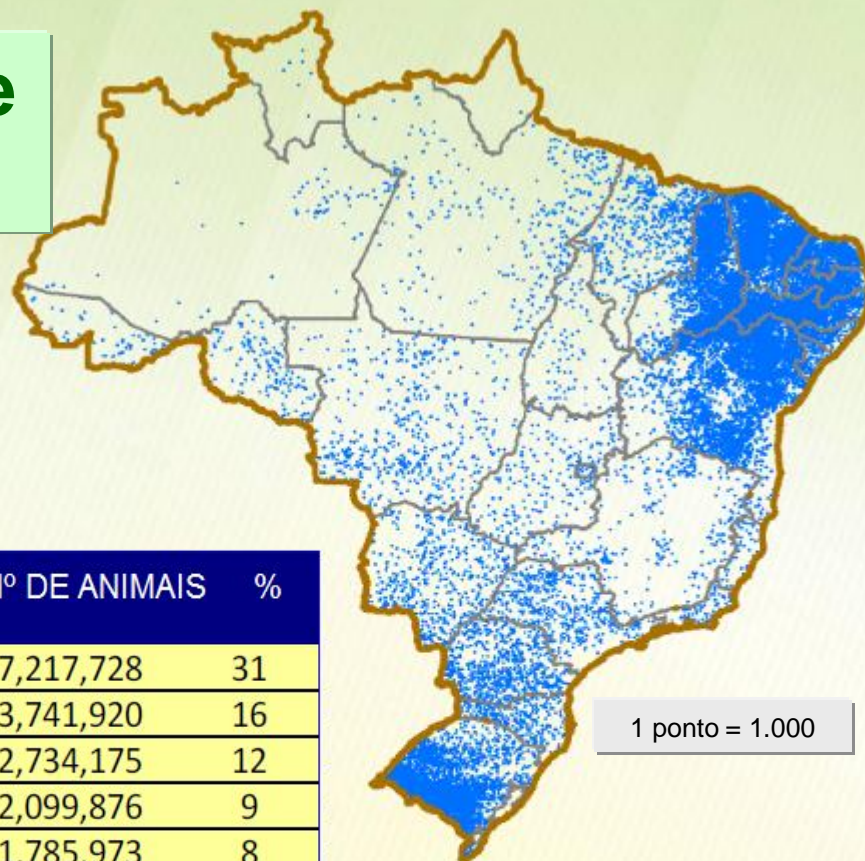 e
Nº DE ANIMAIS %
7,217,728 31
3,741,920 16
2,734,175 12
2,099,876 9
1,785,973 8
1 ponto = 1.000